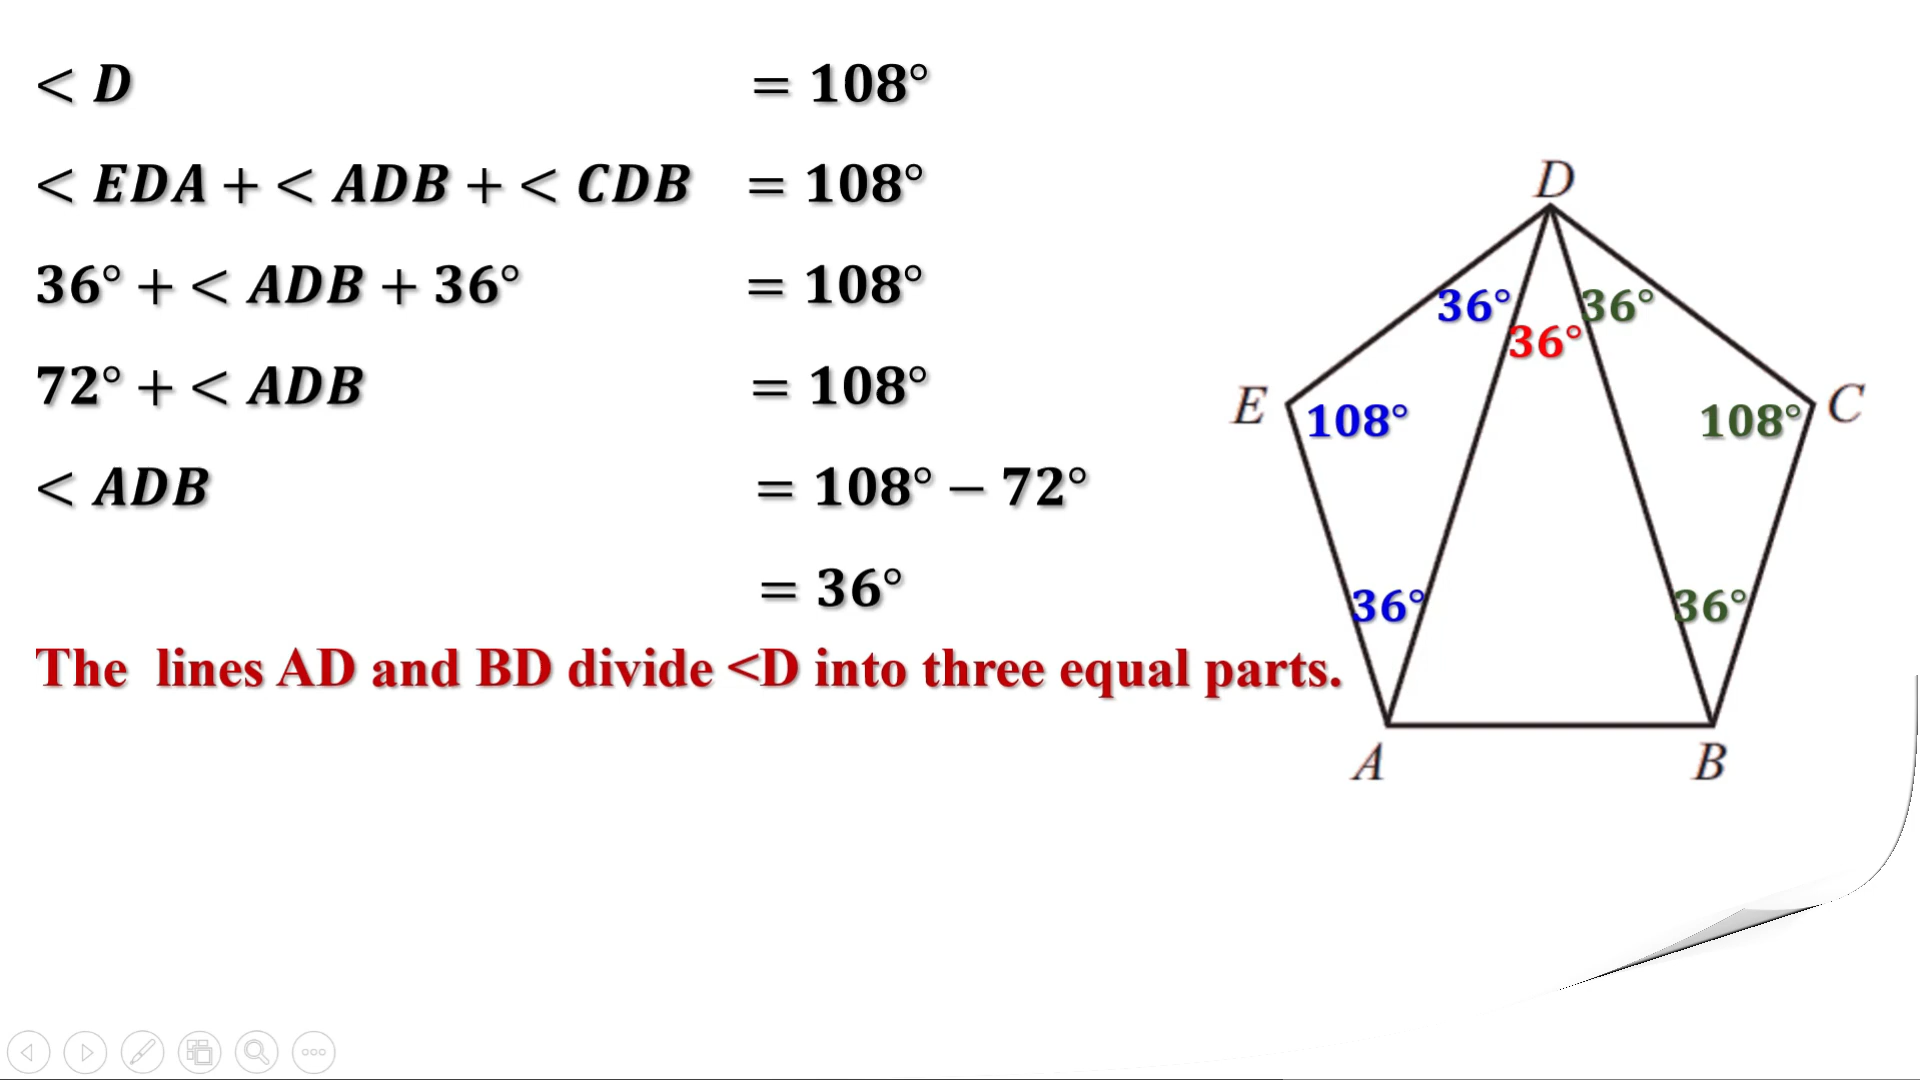 < D = 108°
< EDA + < ADB + < CDB = 108°
36° + < ADB + 36° = 108°
72° + < ADB = 108°
< ADB = 108° − 72°
= 36°
The lines AD and BD divide <D into three equal parts.
D
36° 36°
36°
E 108° 108° C
36° 36°
A B